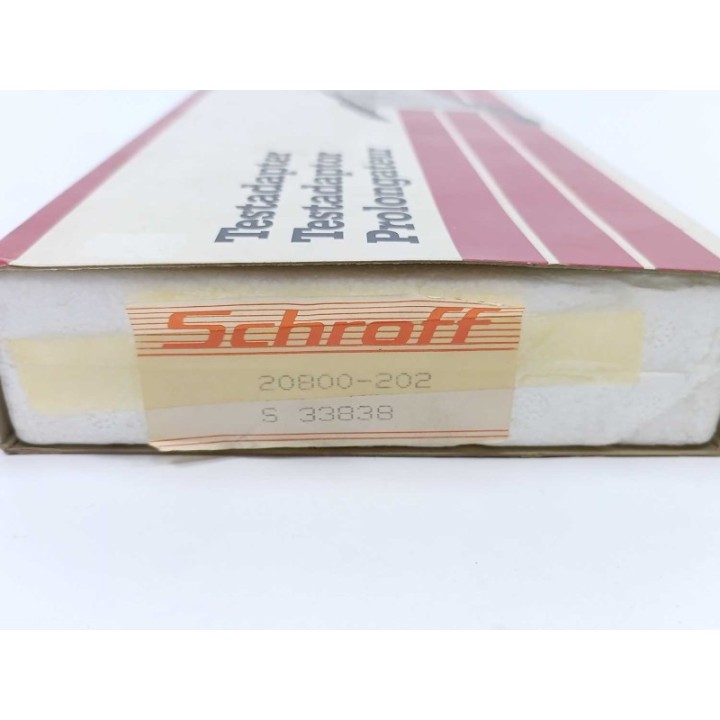 Testadapter
Testadaptor
Prolongateur
Schroff
20800-202
S 33838